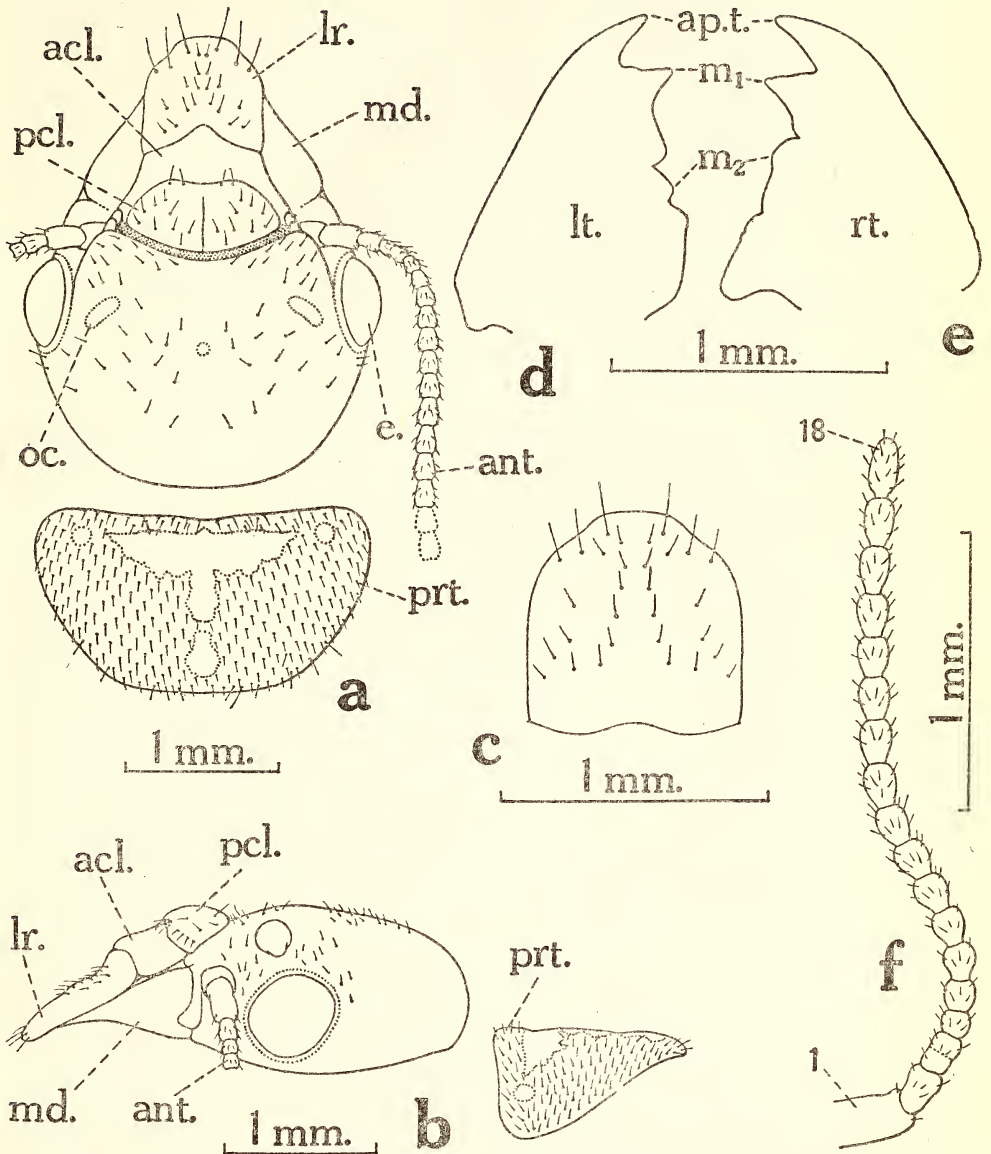 acl.
lr.
pcl.
md.
oc.
e.
ant.
prt.
a
1 mm.
ap.t.
m1
m2
lt.
rt.
d
e
1 mm.
c
1 mm.
18
1 mm.
f
1
acl.
pcl.
lr.
md.
ant.
b
1 mm.
prt.